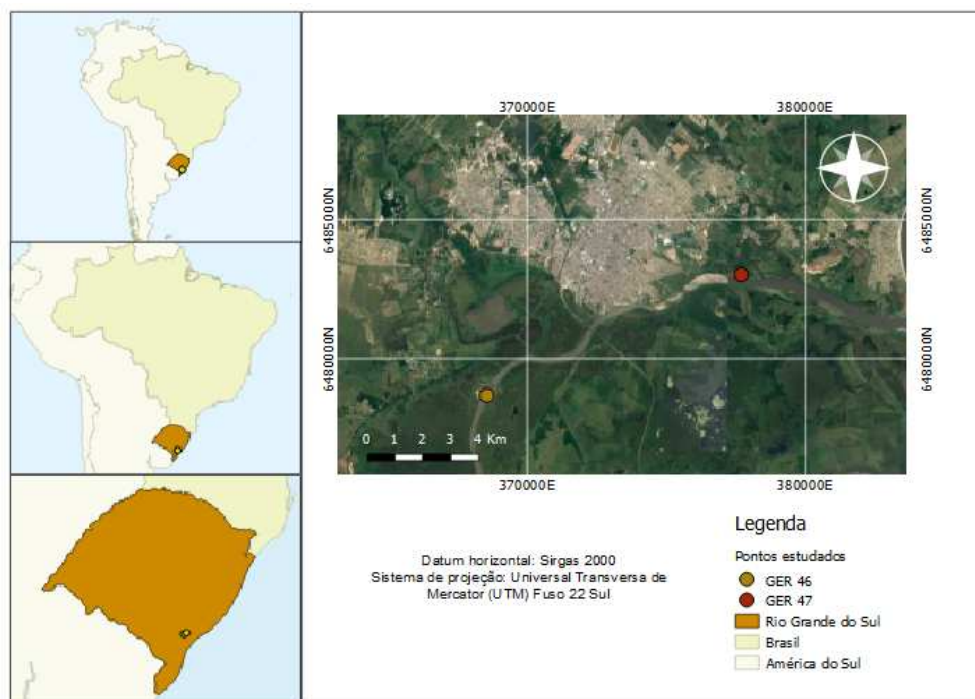 370000E
380000E
6485000N
6485000N
6480000N
6480000N
0 1 2 3 4 Km
370000E
380000E
Datum horizontal: Sirgas 2000
Sistema de projeção: Universal Transversa de
Mercator (UTM) Fuso 22 Sul
Legenda
Pontos estudados
GER 46
GER 47
Rio Grande do Sul
Brasil
América do Sul